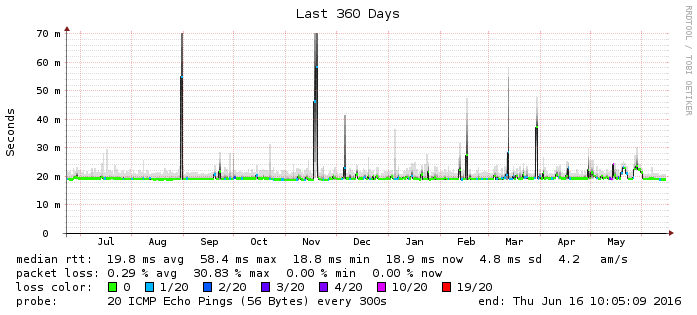 Last 360 Days
RRDTOOL / TOBI OETIKER
Seconds
70 m
60 m
50 m
40 m
30 m
20 m
10 m
0
Jul Aug Sep Oct Nov Dec Jan Feb Mar Apr May
median rtt: 19.8 ms avg 58.4 ms max 18.8 ms min 18.9 ms now 4.8 ms sd 4.2 am/s
packet loss: 0.29 % avg 30.83 % max 0.00 % min 0.00 % now
loss color: 0 1/20 2/20 3/20 4/20 10/20 19/20
probe: 20 ICMP Echo Pings (56 Bytes) every 300s end: Thu Jun 16 10:05:09 2016